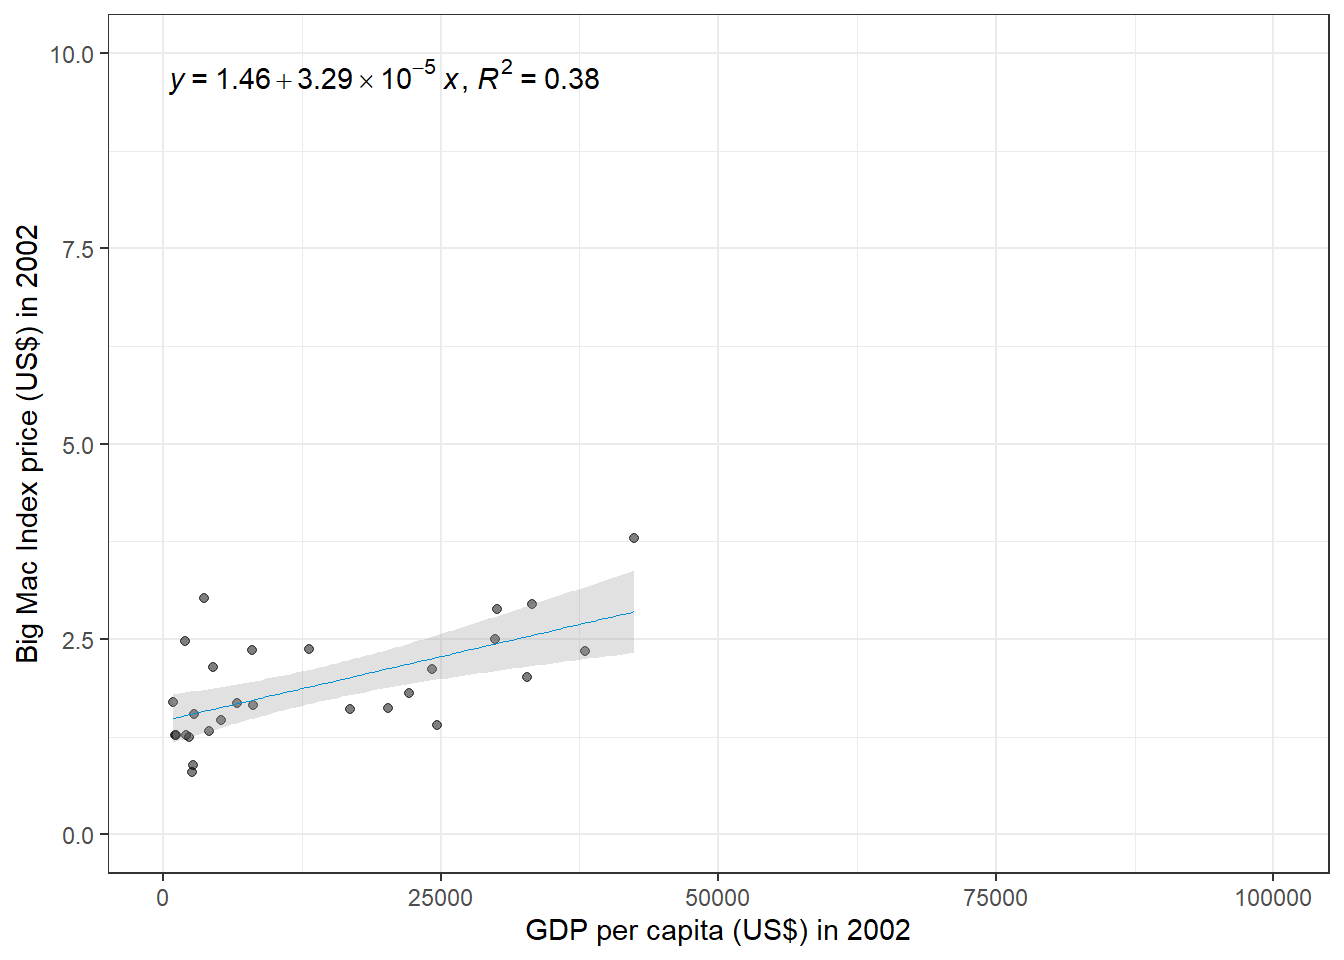 10.0
y = 1.46 + 3.29 × 10⁻⁵ x, R² = 0.38
7.5
5.0
2.5
0.0
Big Mac Index price (US$) in 2002
0 25000 50000 75000 100000
GDP per capita (US$) in 2002